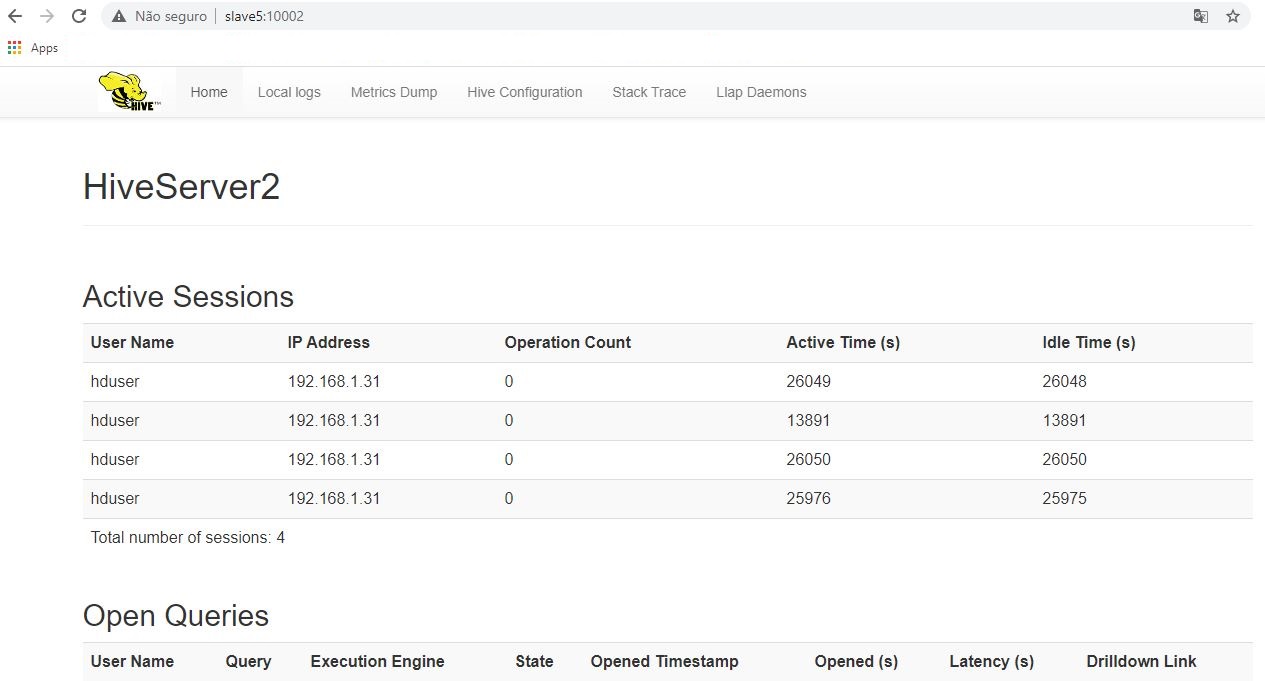 Não seguro slave5:10002
Apps
HIVE™ Home Local logs Metrics Dump Hive Configuration Stack Trace Llap Daemons
HiveServer2
Active Sessions
User Name IP Address Operation Count Active Time (s) Idle Time (s)
hduser 192.168.1.31 0 26049 26048
hduser 192.168.1.31 0 13891 13891
hduser 192.168.1.31 0 26050 26050
hduser 192.168.1.31 0 25976 25975
Total number of sessions: 4
Open Queries
User Name Query Execution Engine State Opened Timestamp Opened (s) Latency (s) Drilldown Link